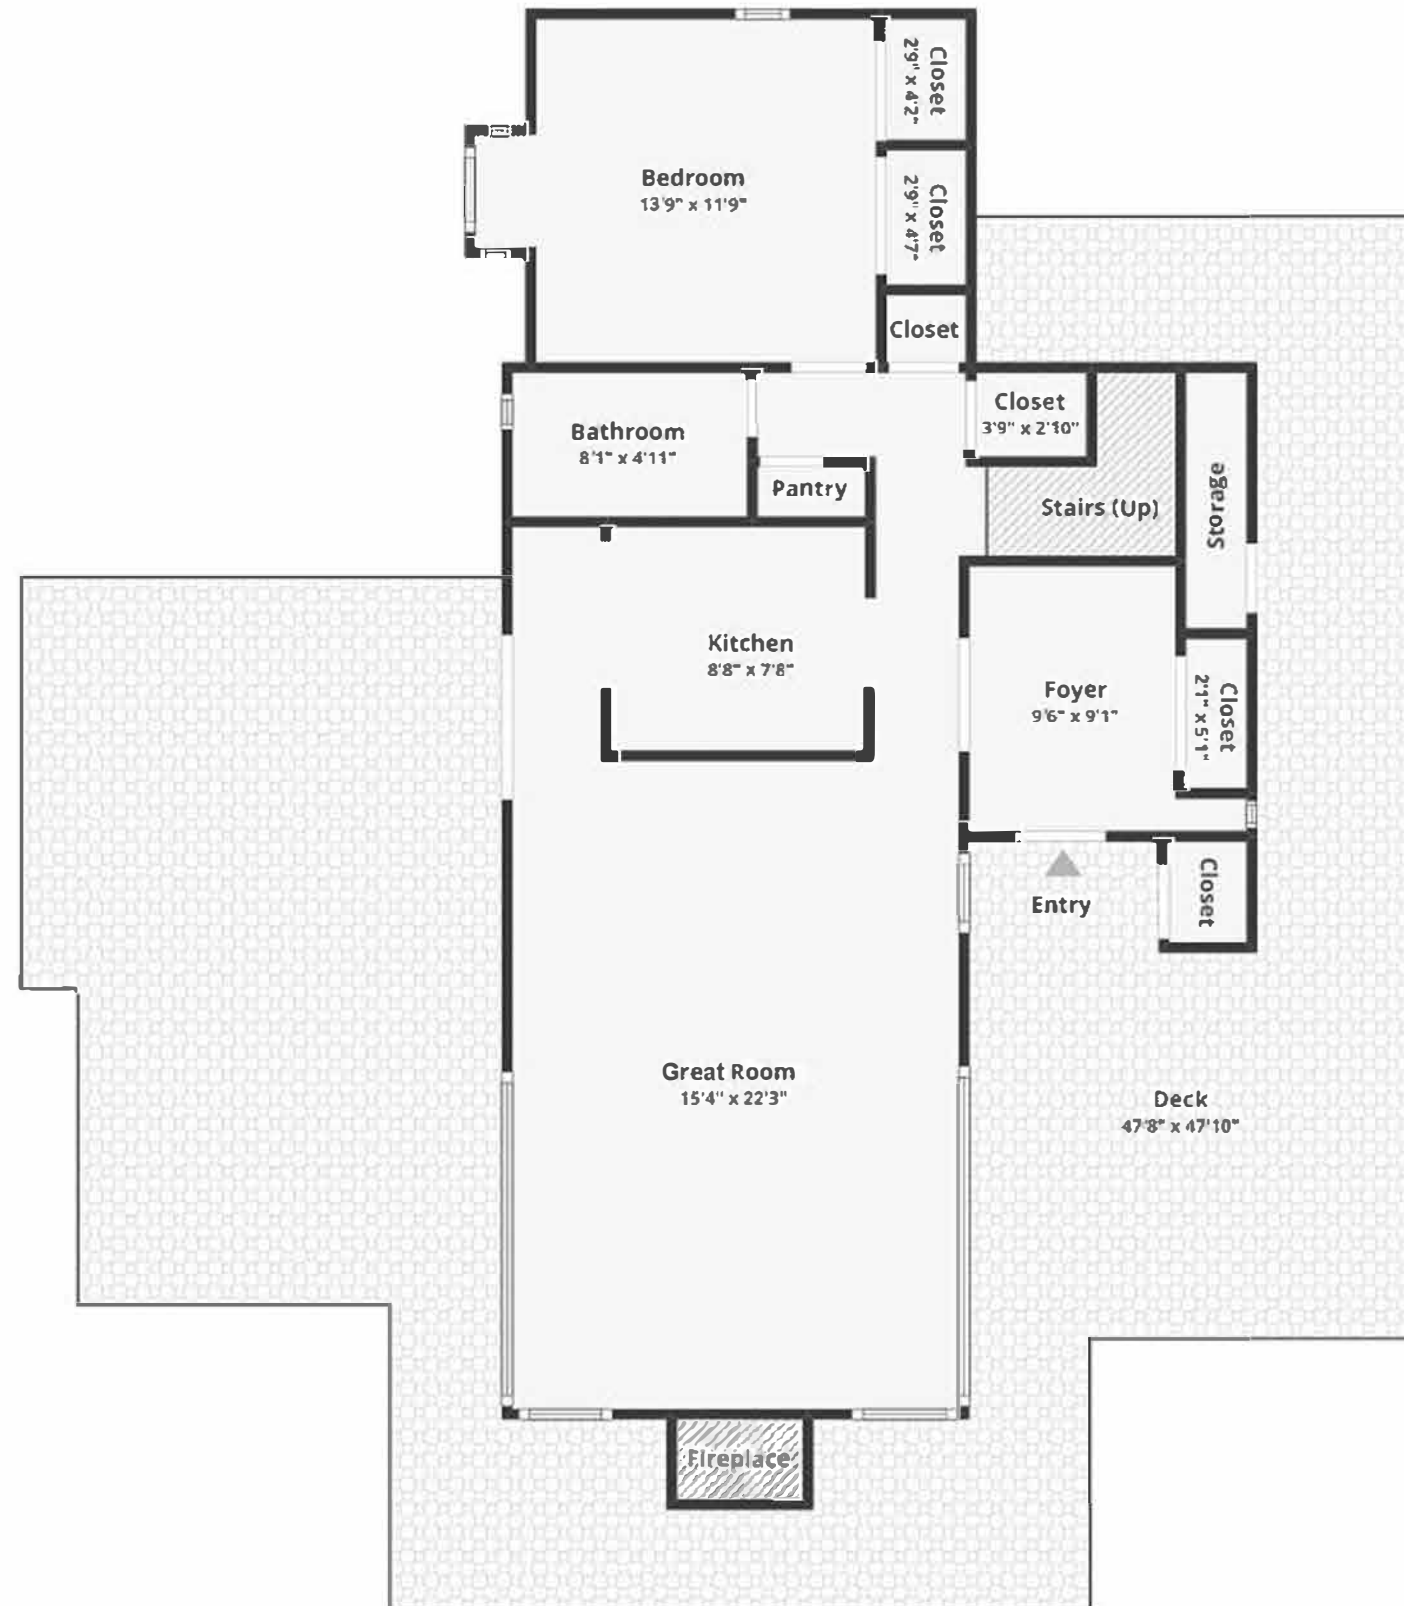 Closet
2'9" x 4'2"
Bedroom
13'9" x 11'9"
Closet
2'9" x 4'7"
Closet
Closet
3'9" x 2'10"
Bathroom
8'1" x 4'11"
Pantry
Stairs (Up)
Storage
Kitchen
8'8" x 7'8"
Foyer
9'6" x 9'1"
Closet
2'1" x 5'1"
Entry
Closet
Great Room
15'4" x 22'3"
Deck
47'8" x 47'10"
Fireplace